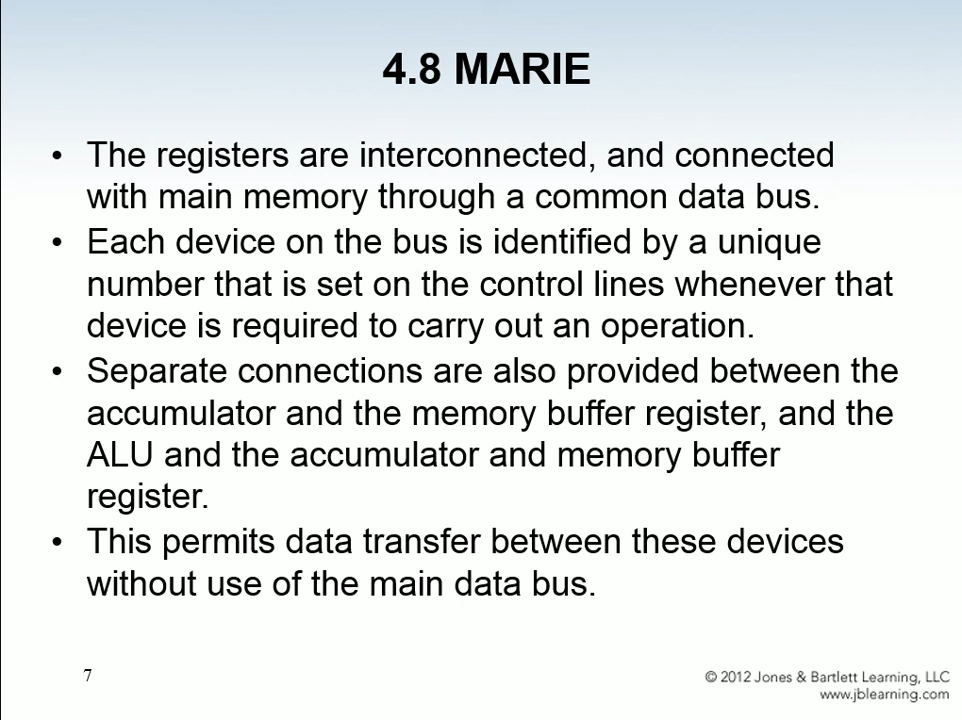 4.8 MARIE
• The registers are interconnected, and connected
with main memory through a common data bus.
• Each device on the bus is identified by a unique
number that is set on the control lines whenever that
device is required to carry out an operation.
• Separate connections are also provided between the
accumulator and the memory buffer register, and the
ALU and the accumulator and memory buffer
register.
• This permits data transfer between these devices
without use of the main data bus.
7
© 2012 Jones & Bartlett Learning, LLC
www.jblearning.com